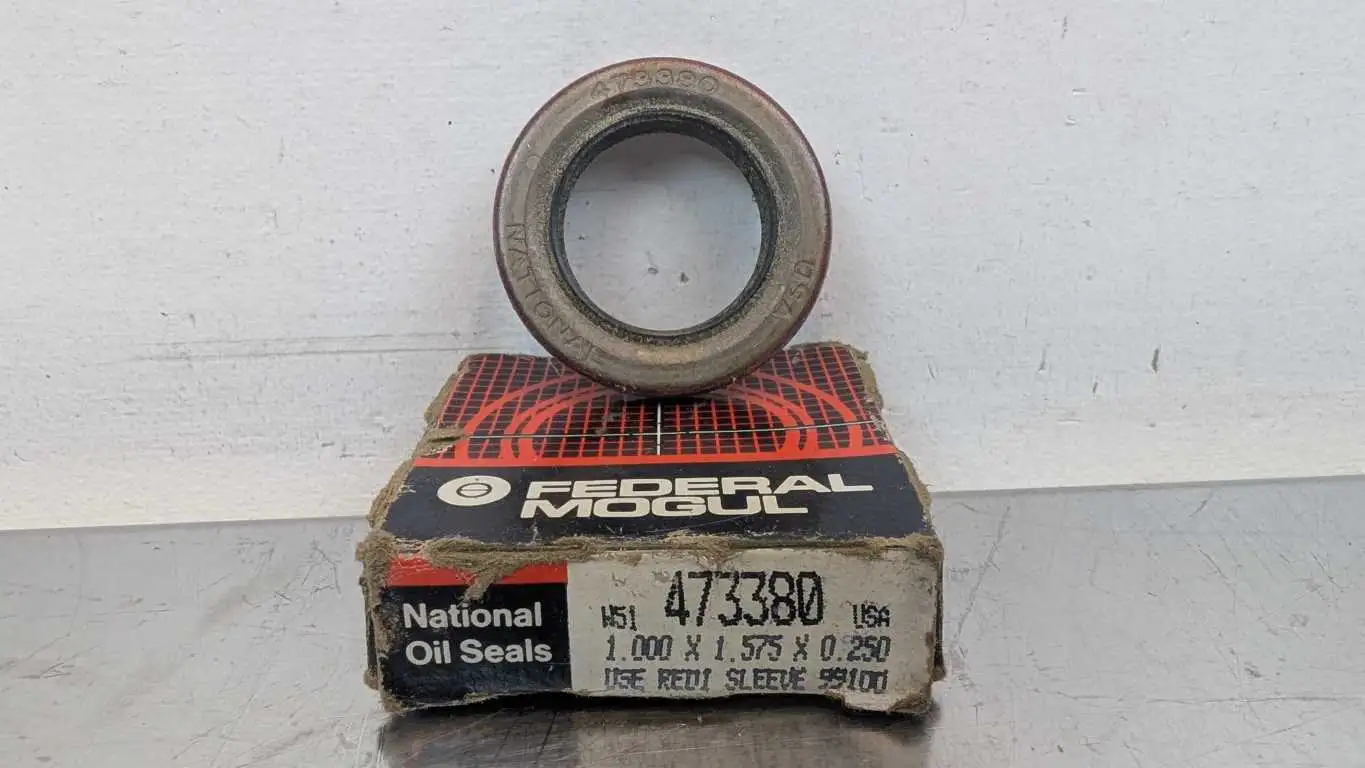 473380
NATIONAL
USA
FEDERAL
MOGUL
National
Oil Seals
W51 473380 USA
1.000 X 1.575 X 0.250
USE REDI SLEEVE 99100